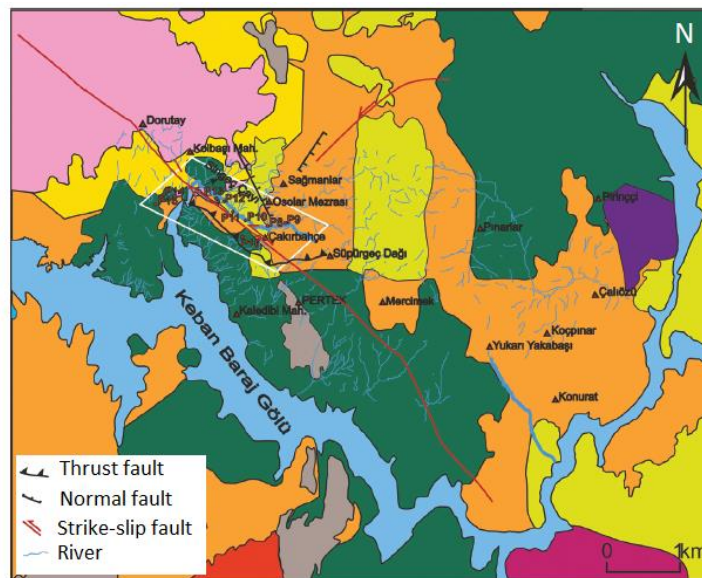 N
Dorutay
Kolbaşı Mah.
Sağmanlar
Osolar Mezrası
Pirinççi
P12
P11
P10
P9
Çakırbahçe
Pınarlar
Süpürgeç Dağı
Çalıözü
PERTEK
Mercimek
Kaledibi Mah.
Koçpınar
Yukarı Yakabaşı
Keban Baraj Gölü
Konurat
Thrust fault
Normal fault
Strike-slip fault
River
0 1km